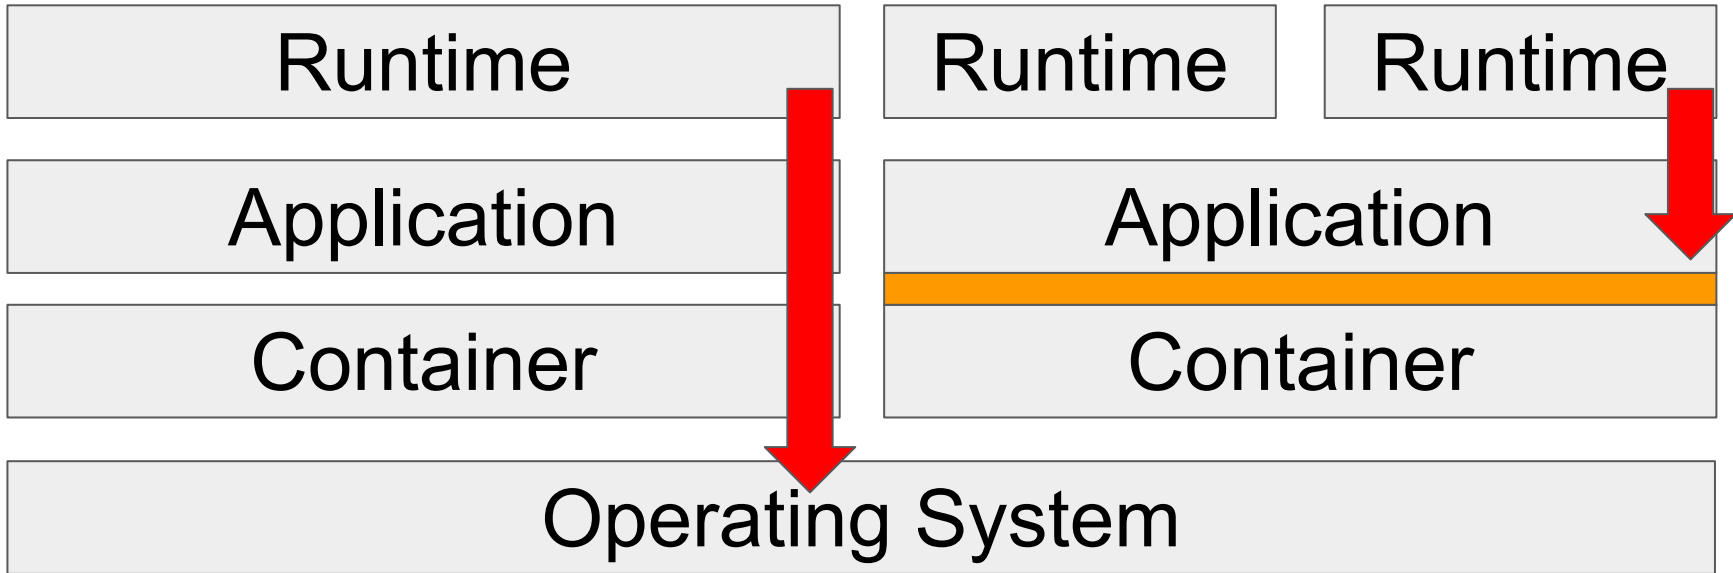 Runtime
Runtime
Runtime
Application
Application
Container
Container
Operating System